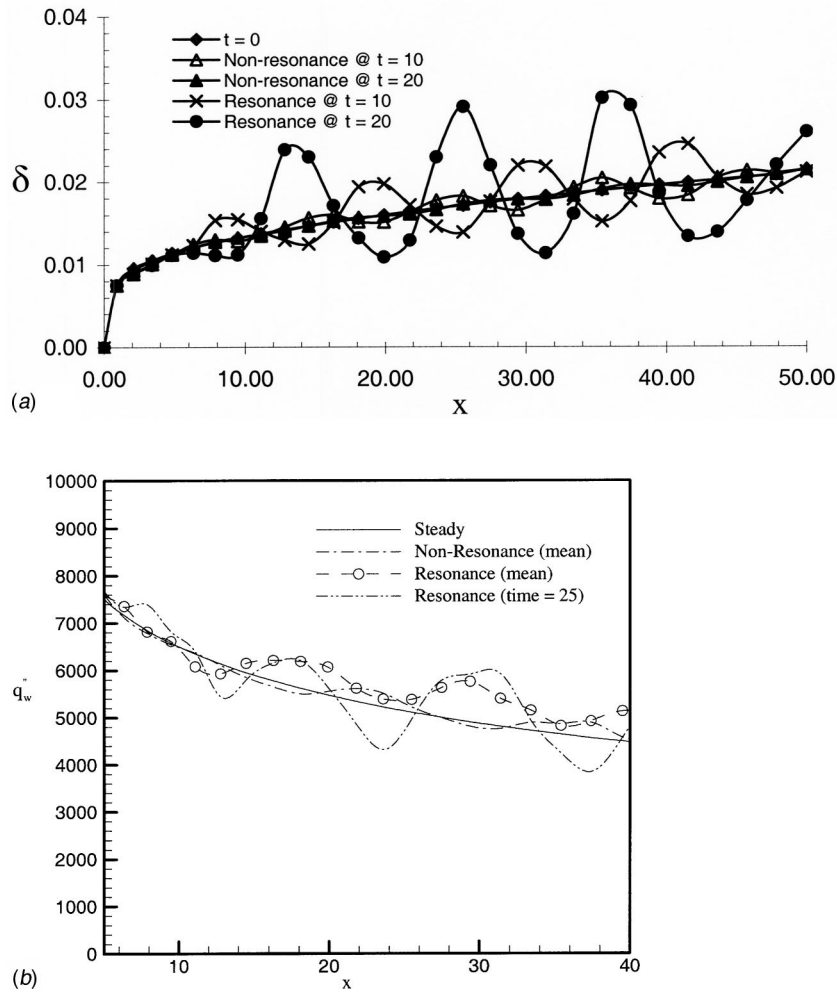 0.04
t = 0
Non-resonance @ t = 10
Non-resonance @ t = 20
Resonance @ t = 10
Resonance @ t = 20
0.03
δ
0.02
0.01
0.00
0.00 10.00 20.00 30.00 40.00 50.00
x
(a)
10000
9000
Steady
Non-Resonance (mean)
Resonance (mean)
Resonance (time = 25)
8000
7000
6000
q"w
5000
4000
3000
2000
1000
0
10 20 30 40
x
(b)